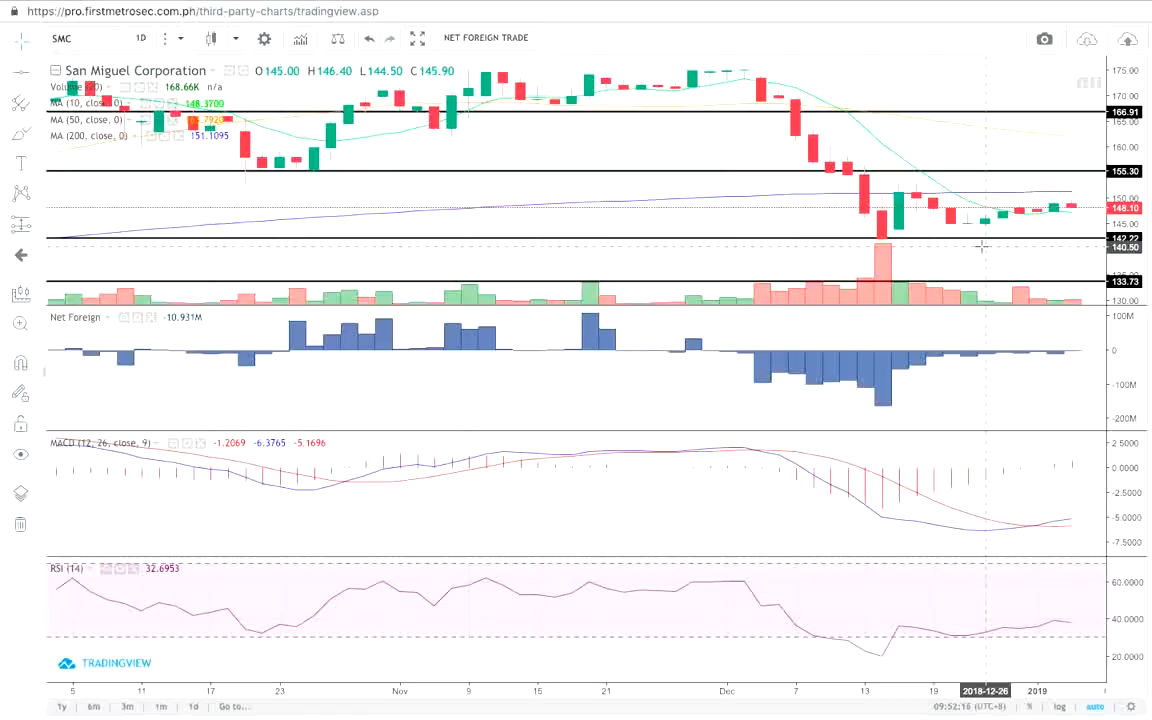 https://pro.firstmetrosec.com.ph/third-party-charts/tradingview.asp
SMC 1D NET FOREIGN TRADE
San Miguel Corporation O145.00 H146.40 L144.50 C145.90
Volume (20) 168.66K n/a
MA (10, close, 0) 148.3700
MA (50, close, 0)
MA (200, close, 0) 151.1095
175.00
170.00
166.91
165.00
160.00
155.30
150.00
148.10
145.00
142.22
140.50
133.73
130.00
Net Foreign -10.931M
100M
0
-100M
-200M
MACD (12, 26, close, 9) -1.2069 -6.3765 -5.1696
2.5000
0.0000
-2.5000
-5.0000
-7.5000
RSI (14) 32.6953
60.0000
40.0000
20.0000
TRADINGVIEW
5 11 17 23 Nov 9 15 21 Dec 7 13 19 2018-12-26 2019
1y 6m 3m 1m 1d Go to... 09:52:16 (UTC+8) % log auto